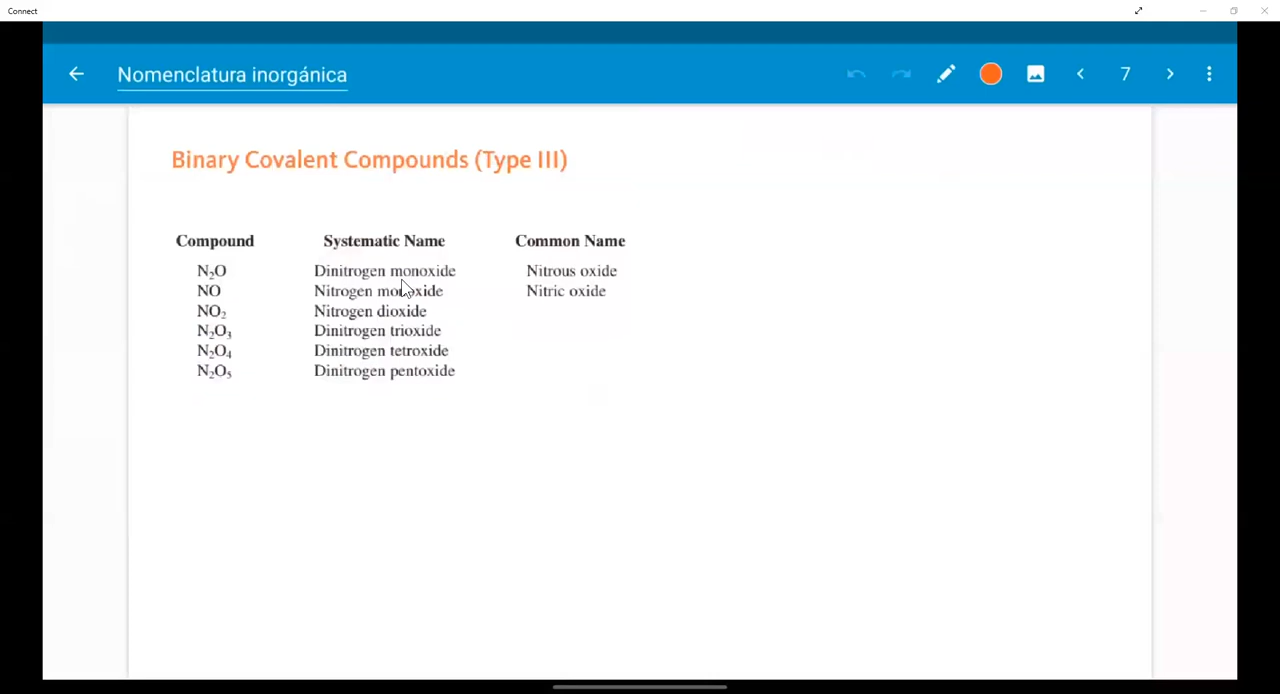 Connect
Nomenclatura inorgánica
7
Binary Covalent Compounds (Type III)
Compound Systematic Name Common Name
N₂O Dinitrogen monoxide Nitrous oxide
NO Nitrogen monoxide Nitric oxide
NO₂ Nitrogen dioxide
N₂O₃ Dinitrogen trioxide
N₂O₄ Dinitrogen tetroxide
N₂O₅ Dinitrogen pentoxide